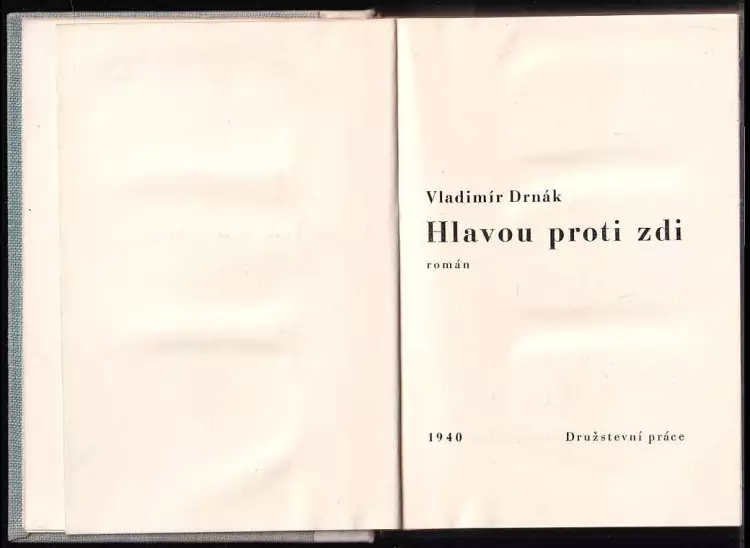 Vladimír Drnák
Hlavou proti zdi
román
1940 Družstevní práce